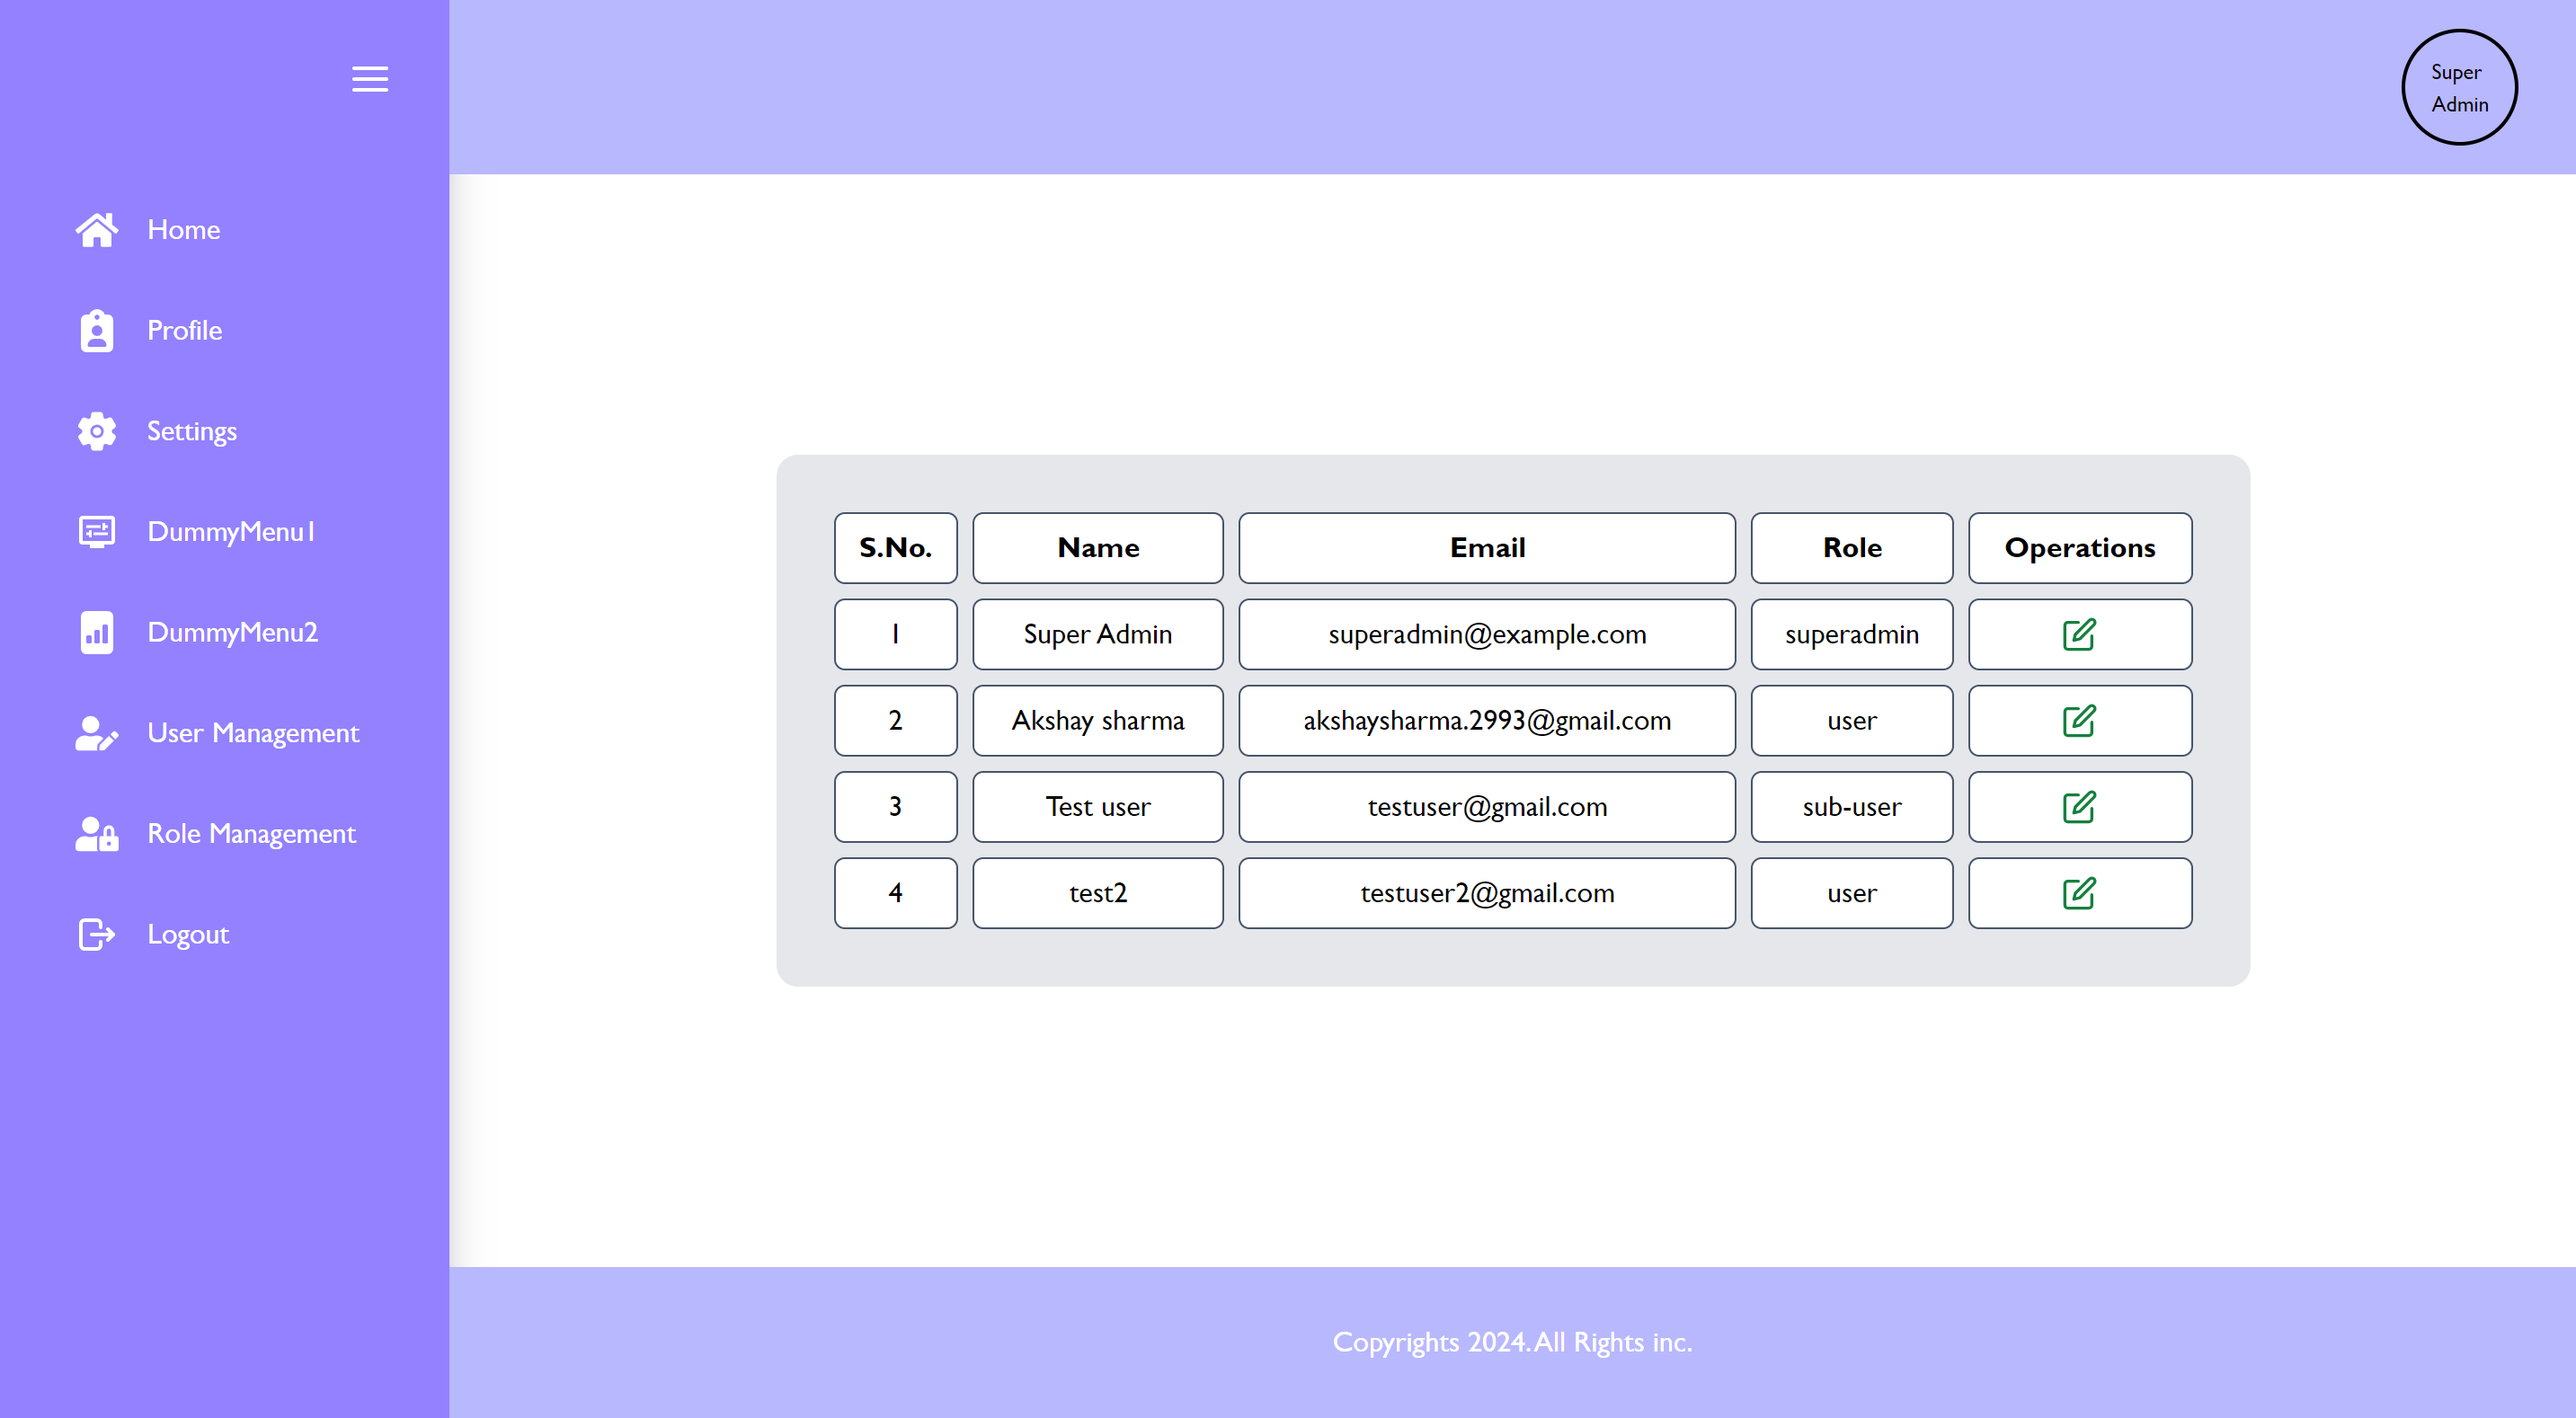 Super
Admin
Home
Profile
Settings
DummyMenu1
DummyMenu2
User Management
Role Management
Logout
S.No. Name Email Role Operations
1 Super Admin superadmin@example.com superadmin
2 Akshay sharma akshaysharma.2993@gmail.com user
3 Test user testuser@gmail.com sub-user
4 test2 testuser2@gmail.com user
Copyrights 2024. All Rights inc.